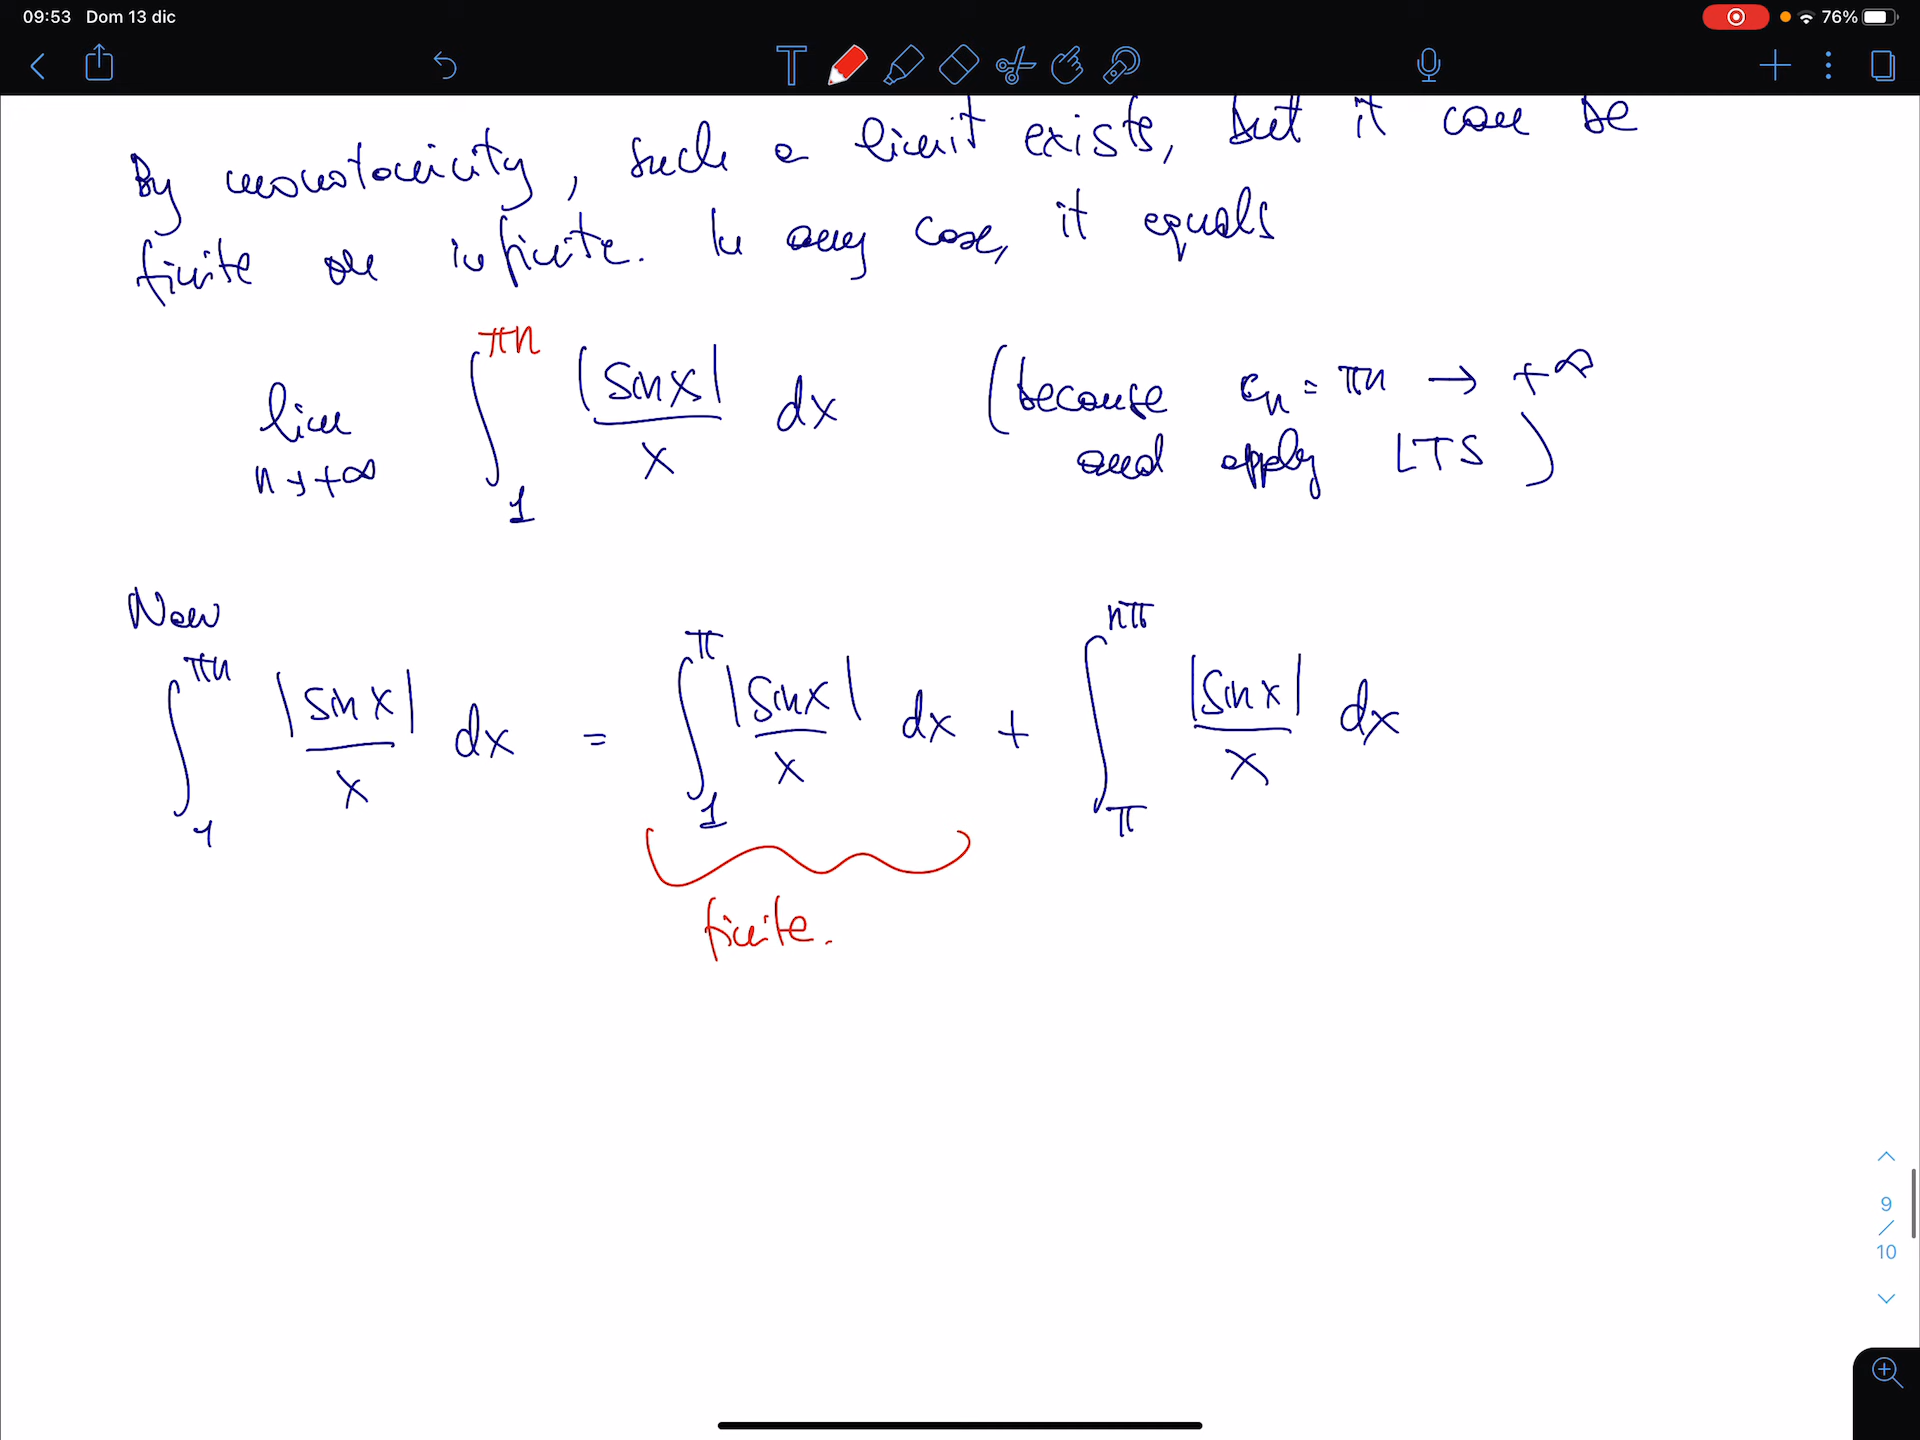 09:53 Dom 13 dic 76%
By monotonicity, such a limit exists, but it can be
finite or infinite. In any case, it equals
lim n→+∞ ∫_1^{πn} |sin x|/x dx (because c_n = πn → +∞
and apply LTS)
Now
∫_1^{πn} |sin x|/x dx = ∫_1^π |sin x|/x dx + ∫_π^{nπ} |sin x|/x dx
finite.
9
/
10